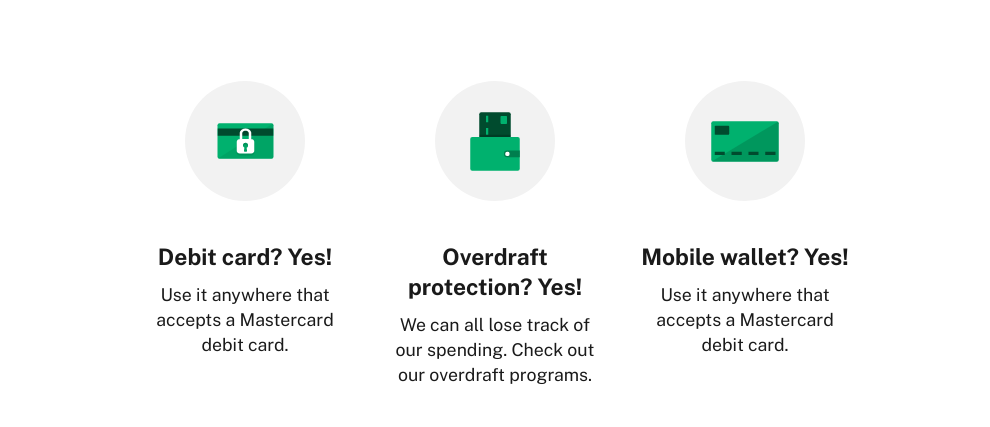 Debit card? Yes!
Use it anywhere that
accepts a Mastercard
debit card.
Overdraft
protection? Yes!
We can all lose track of
our spending. Check out
our overdraft programs.
Mobile wallet? Yes!
Use it anywhere that
accepts a Mastercard
debit card.